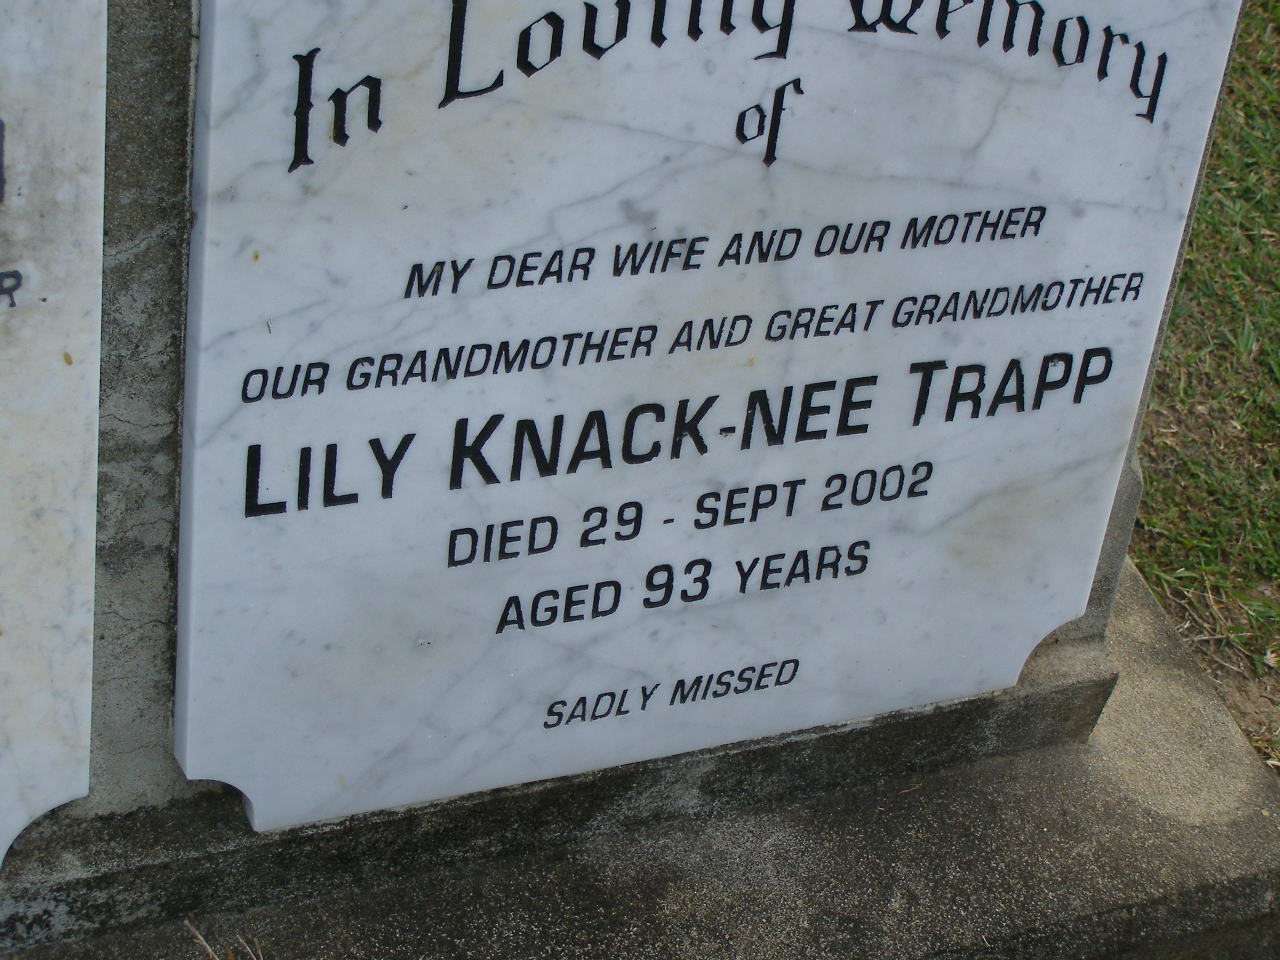 In Loving Memory
of
MY DEAR WIFE AND OUR MOTHER
OUR GRANDMOTHER AND GREAT GRANDMOTHER
LILY KNACK-NEE TRAPP
DIED 29 - SEPT 2002
AGED 93 YEARS
SADLY MISSED
R